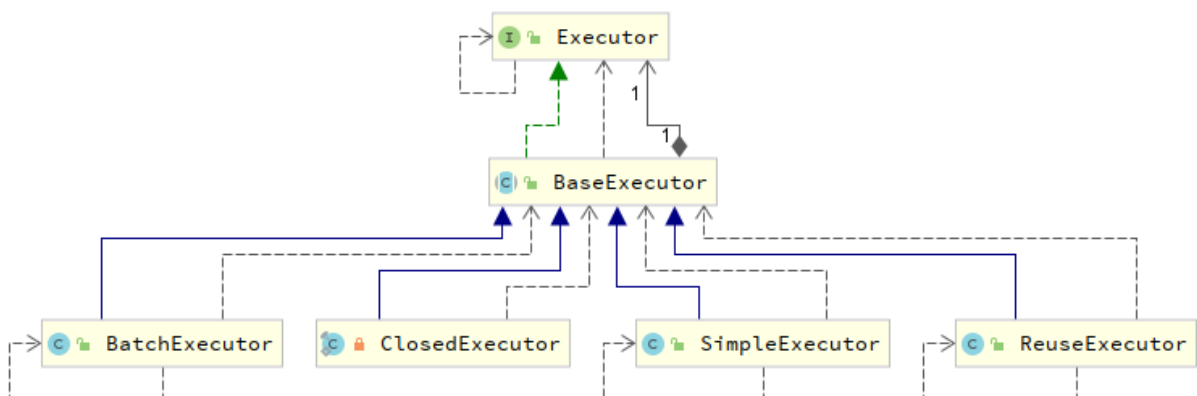 I Executor
1
1
C BaseExecutor
C BatchExecutor
C ClosedExecutor
C SimpleExecutor
C ReuseExecutor